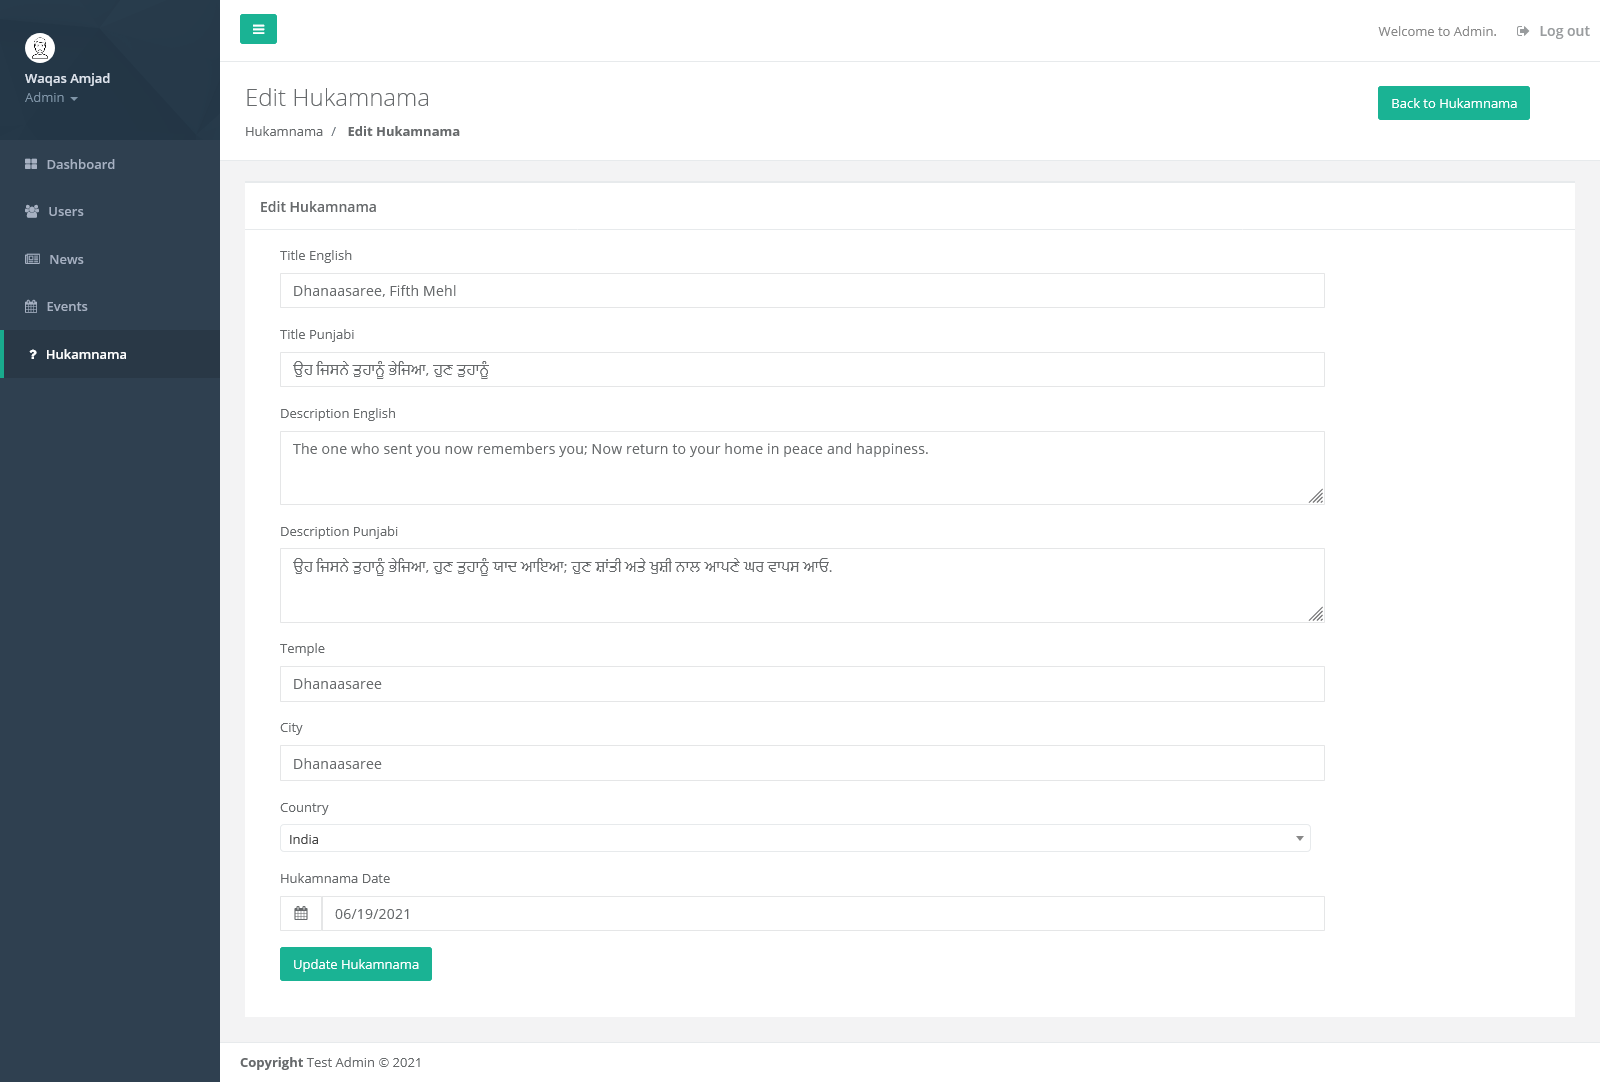 Waqas Amjad
Admin
Dashboard
Users
News
Events
? Hukamnama
Welcome to Admin.
Log out
Edit Hukamnama
Hukamnama / Edit Hukamnama
Back to Hukamnama
Edit Hukamnama
Title English
Dhanaasaree, Fifth Mehl
Title Punjabi
ਉਹ ਜਿਸਨੇ ਤੁਹਾਨੂੰ ਭੇਜਿਆ, ਹੁਣ ਤੁਹਾਨੂੰ
Description English
The one who sent you now remembers you; Now return to your home in peace and happiness.
Description Punjabi
ਉਹ ਜਿਸਨੇ ਤੁਹਾਨੂੰ ਭੇਜਿਆ, ਹੁਣ ਤੁਹਾਨੂੰ ਯਾਦ ਆਇਆ; ਹੁਣ ਸ਼ਾਂਤੀ ਅਤੇ ਖੁਸ਼ੀ ਨਾਲ ਆਪਣੇ ਘਰ ਵਾਪਸ ਆਓ.
Temple
Dhanaasaree
City
Dhanaasaree
Country
India
Hukamnama Date
06/19/2021
Update Hukamnama
Copyright Test Admin © 2021